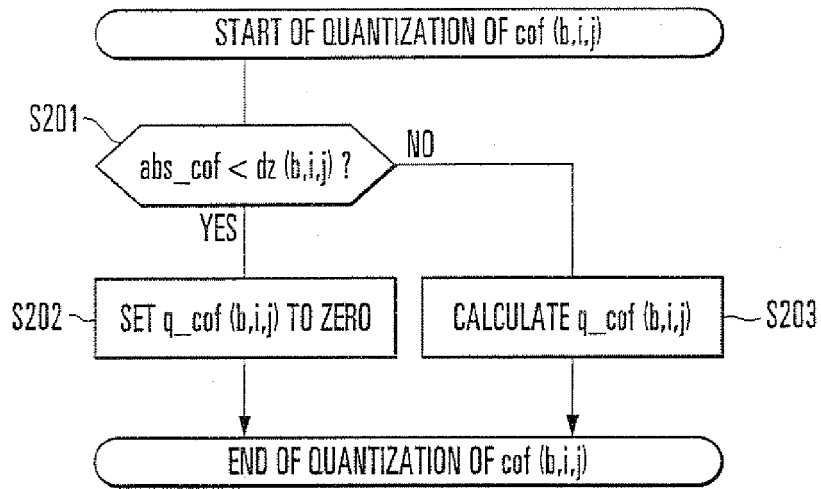 START OF QUANTIZATION OF cof (b,i,j)
S201
abs_cof < dz (b,i,j) ?
NO
YES
S202
SET q_cof (b,i,j) TO ZERO
CALCULATE q_cof (b,i,j)
S203
END OF QUANTIZATION OF cof (b,i,j)